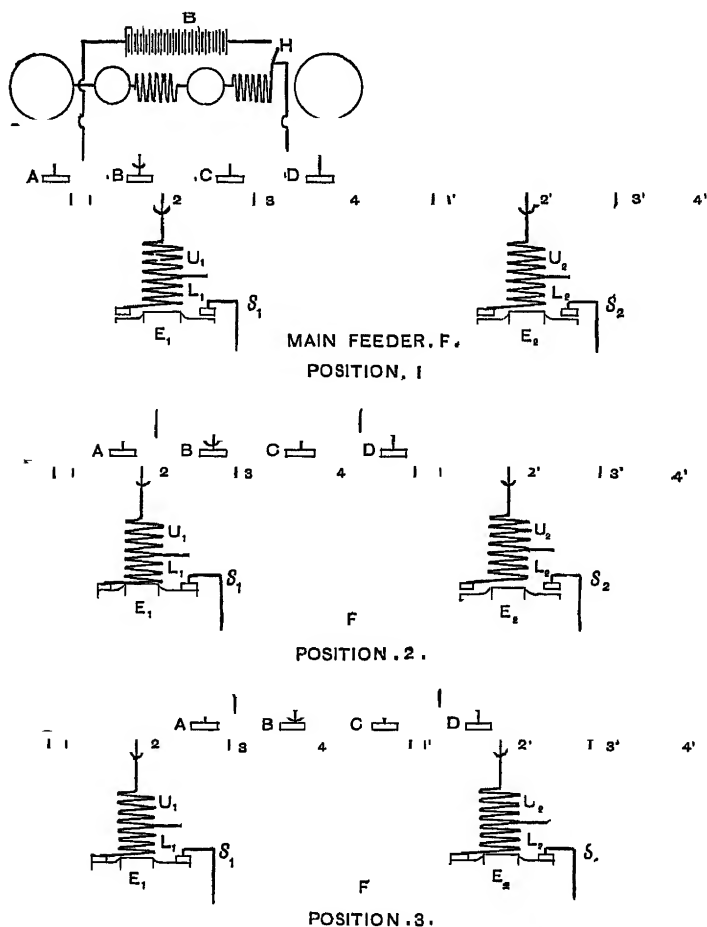 B
H
A B C D
1 2 3 4 1' 2' 3' 4'
U₁ U₂
L₁ L₂
S₁ S₂
E₁ E₂
MAIN FEEDER. F.
POSITION, 1
A B C D
1 2 3 4 1 2' 3' 4'
U₁ U₂
L₁ L₂
S₁ S₂
E₁ E₂
F
POSITION .2.
A B C D
1 2 3 4 1' 2' 3' 4'
U₁ U₂
L₁ L₂
S₁ S.
E₁ E₂
F
POSITION .3.